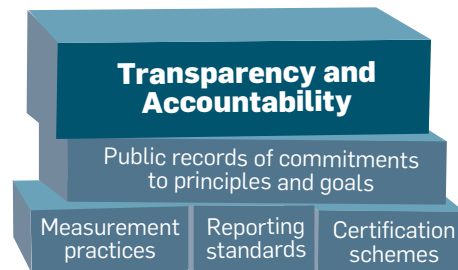 Transparency and
Accountability
Public records of commitments
to principles and goals
Measurement
practices
Reporting
standards
Certification
schemes